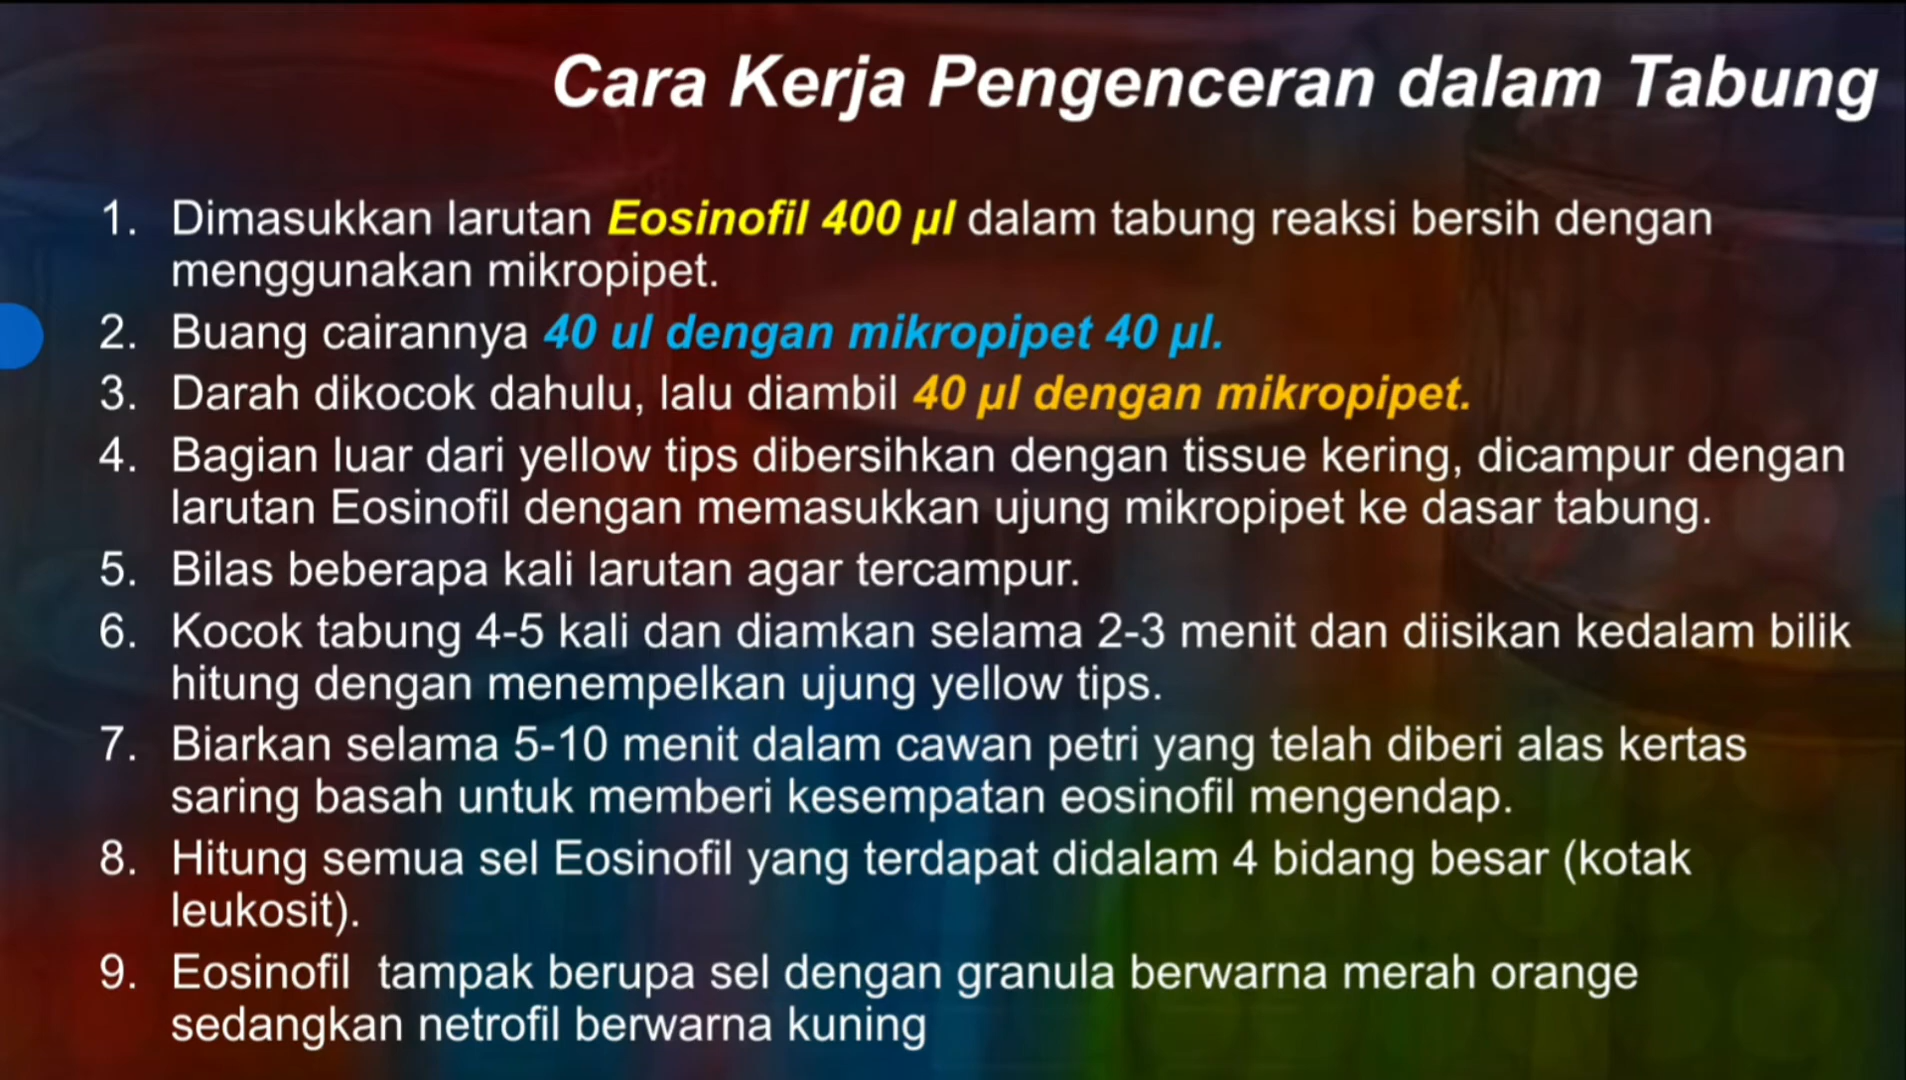 Cara Kerja Pengenceran dalam Tabung
1. Dimasukkan larutan Eosinofil 400 µl dalam tabung reaksi bersih dengan
menggunakan mikropipet.
2. Buang cairannya 40 ul dengan mikropipet 40 µl.
3. Darah dikocok dahulu, lalu diambil 40 µl dengan mikropipet.
4. Bagian luar dari yellow tips dibersihkan dengan tissue kering, dicampur dengan
larutan Eosinofil dengan memasukkan ujung mikropipet ke dasar tabung.
5. Bilas beberapa kali larutan agar tercampur.
6. Kocok tabung 4-5 kali dan diamkan selama 2-3 menit dan diisikan kedalam bilik
hitung dengan menempelkan ujung yellow tips.
7. Biarkan selama 5-10 menit dalam cawan petri yang telah diberi alas kertas
saring basah untuk memberi kesempatan eosinofil mengendap.
8. Hitung semua sel Eosinofil yang terdapat didalam 4 bidang besar (kotak
leukosit).
9. Eosinofil tampak berupa sel dengan granula berwarna merah orange
sedangkan netrofil berwarna kuning